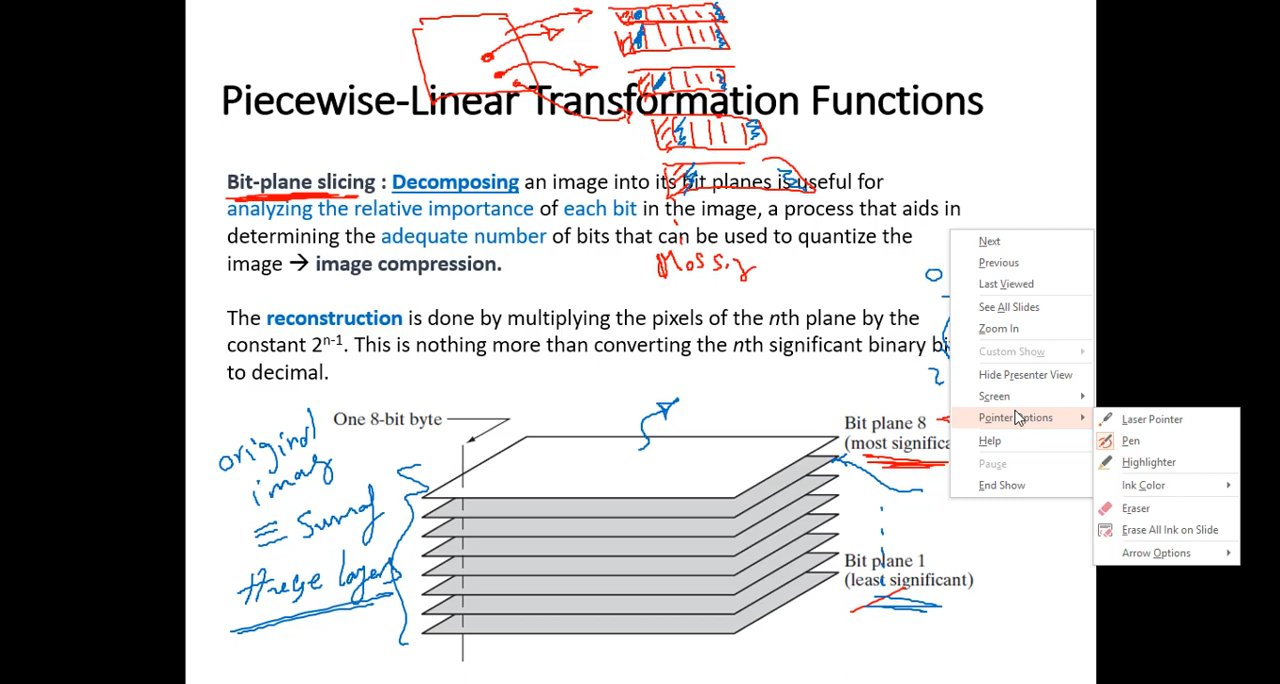 Piecewise-Linear Transformation Functions
Bit-plane slicing : Decomposing an image into its bit planes is useful for
analyzing the relative importance of each bit in the image, a process that aids in
determining the adequate number of bits that can be used to quantize the
image → image compression.
The reconstruction is done by multiplying the pixels of the nth plane by the
constant 2ⁿ⁻¹. This is nothing more than converting the nth significant binary
to decimal.
One 8-bit byte
Bit plane 8
(most
Bit plane 1
(least significant)
original
imag
≡ Sum of
these layers
0
2
Next
Previous
Last Viewed
See All Slides
Zoom In
Custom Show
Hide Presenter View
Screen
Pointer Options
Help
Pause
End Show
Laser Pointer
Pen
Highlighter
Ink Color
Eraser
Erase All Ink on Slide
Arrow Options